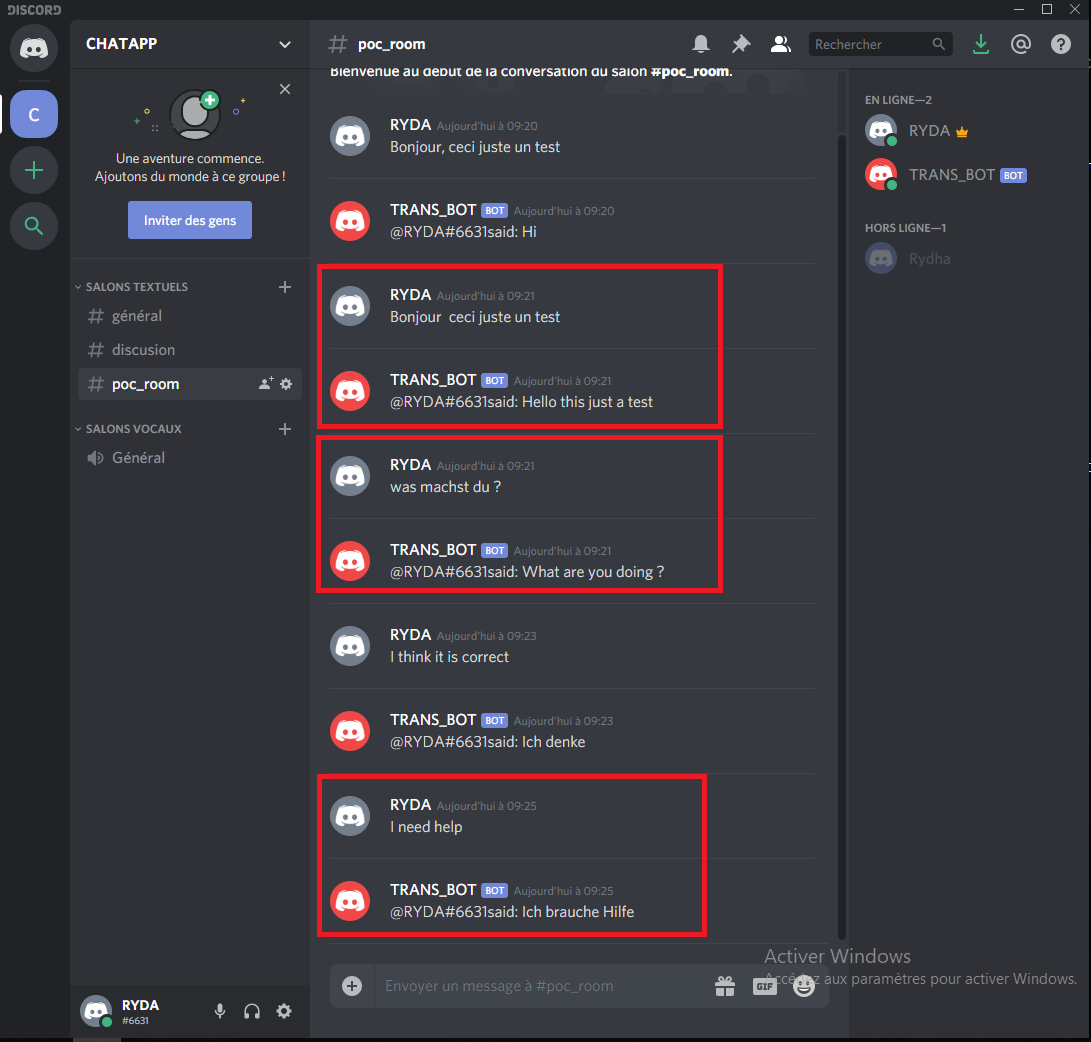 DISCORD
CHATAPP
Une aventure commence.
Ajoutons du monde à ce groupe !
Inviter des gens
C
SALONS TEXTUELS
général
discusion
poc_room
SALONS VOCAUX
Général
RYDA
#6631
poc_room
Rechercher
Bienvenue au début de la conversation du salon #poc_room.
RYDA Aujourd'hui à 09:20
Bonjour, ceci juste un test
TRANS_BOT BOT Aujourd'hui à 09:20
@RYDA#6631said: Hi
RYDA Aujourd'hui à 09:21
Bonjour  ceci juste un test
TRANS_BOT BOT Aujourd'hui à 09:21
@RYDA#6631said: Hello this just a test
RYDA Aujourd'hui à 09:21
was machst du ?
TRANS_BOT BOT Aujourd'hui à 09:21
@RYDA#6631said: What are you doing ?
RYDA Aujourd'hui à 09:23
I think it is correct
TRANS_BOT BOT Aujourd'hui à 09:23
@RYDA#6631said: Ich denke
RYDA Aujourd'hui à 09:25
I need help
TRANS_BOT BOT Aujourd'hui à 09:25
@RYDA#6631said: Ich brauche Hilfe
Envoyer un message à #poc_room
GIF
EN LIGNE—2
RYDA
TRANS_BOT BOT
HORS LIGNE—1
Rydha
Activer Windows
Accédez aux paramètres pour activer Windows.